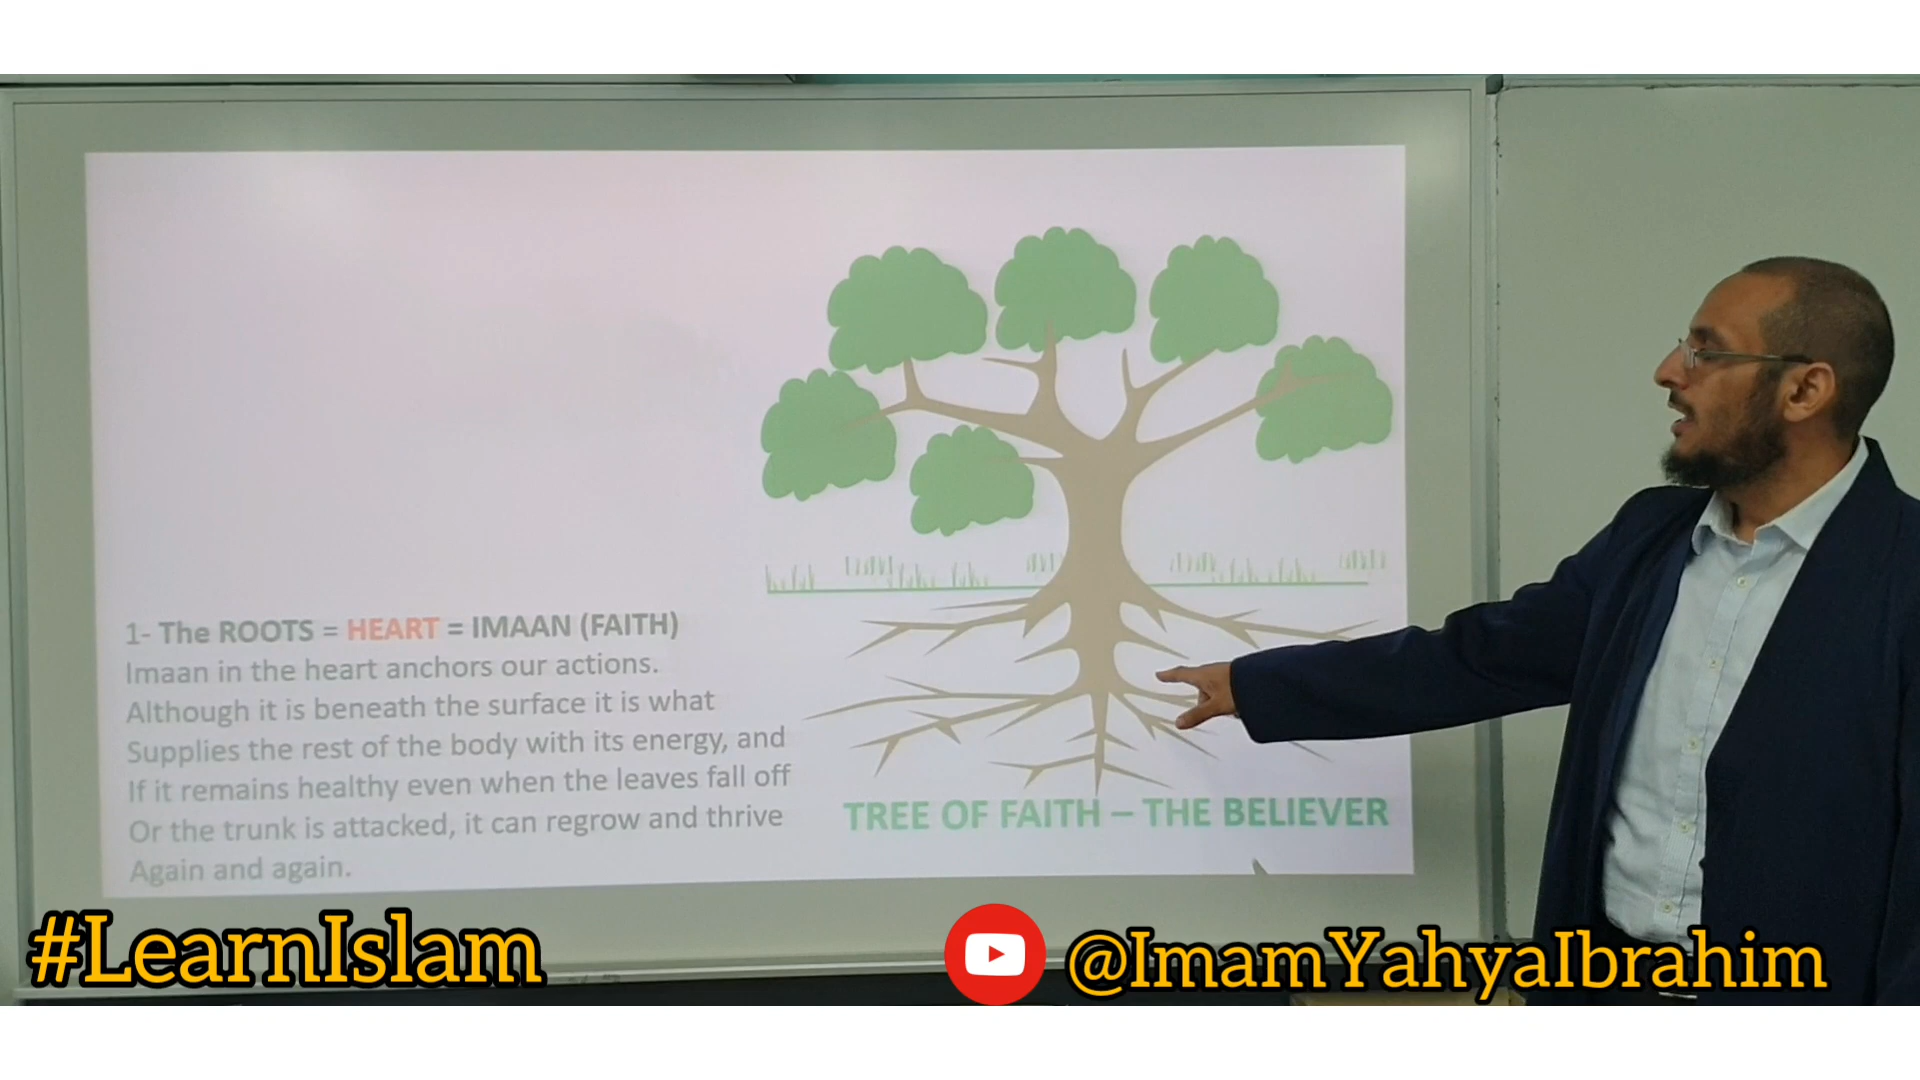 1- The ROOTS = HEART = IMAAN (FAITH)
Imaan in the heart anchors our actions.
Although it is beneath the surface it is what
Supplies the rest of the body with its energy, and
If it remains healthy even when the leaves fall off
Or the trunk is attacked, it can regrow and thrive
Again and again.
TREE OF FAITH – THE BELIEVER
#LearnIslam
@ImamYahyaIbrahim